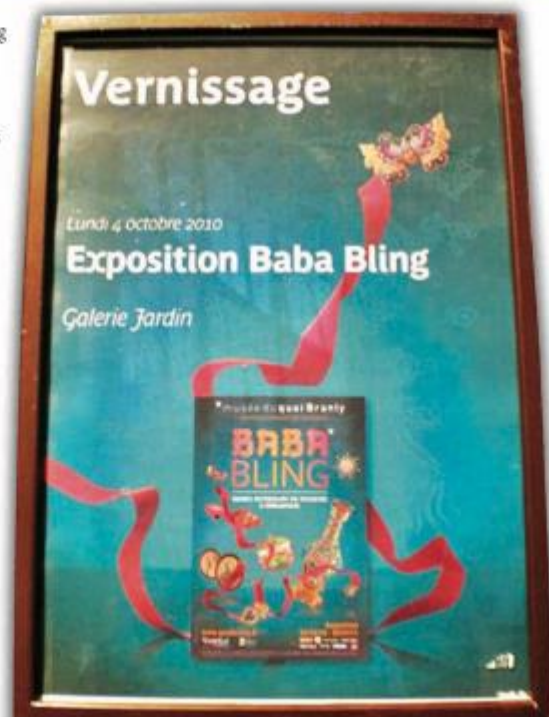 Vernissage
Lundi 4 octobre 2010
Exposition Baba Bling
Galerie Jardin
musée du quai Branly
BABA
BLING